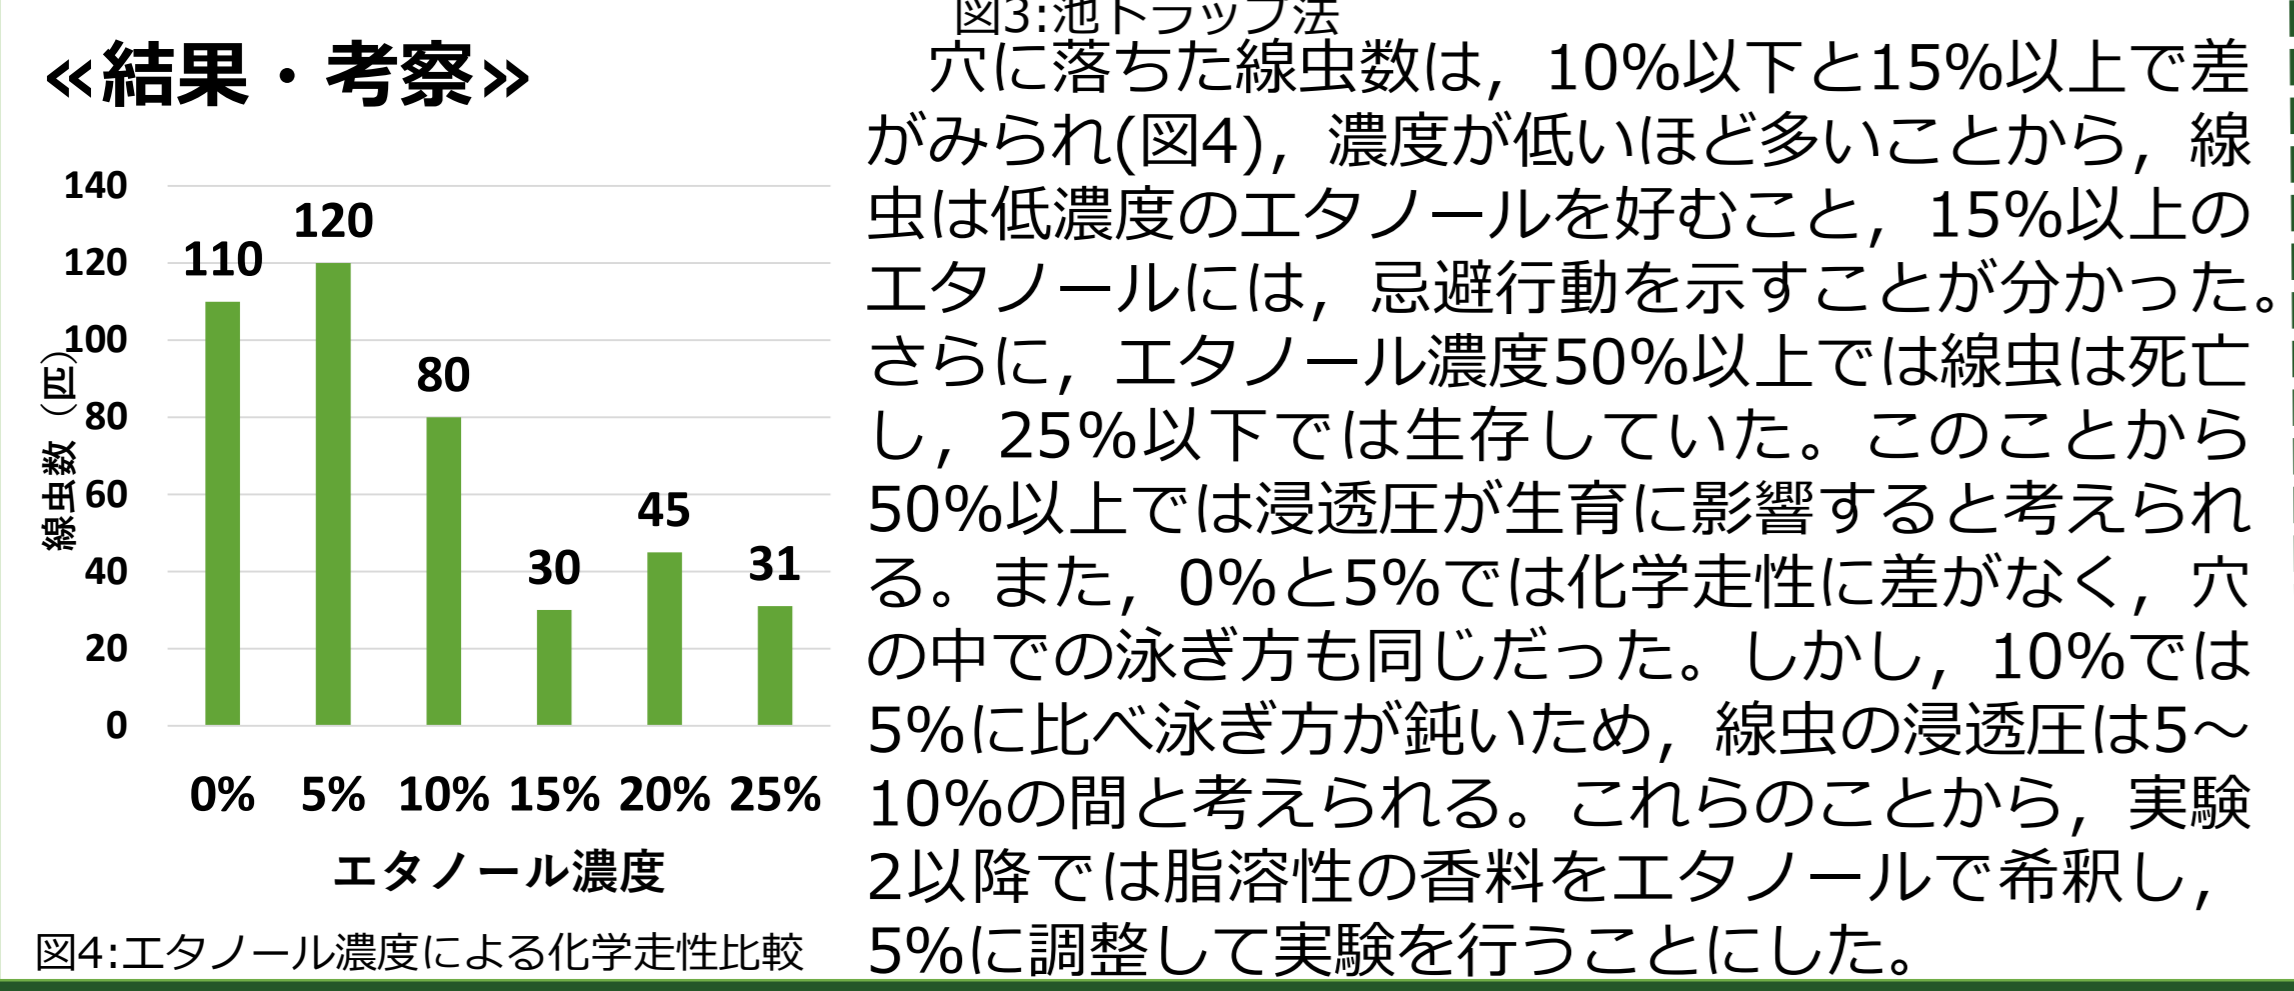 図3:池トラップ法
≪結果・考察≫
140
120
100
80
60
40
20
0
線虫数（匹）
110
120
80
30
45
31
0%
5%
10%
15%
20%
25%
エタノール濃度
図4:エタノール濃度による化学走性比較
穴に落ちた線虫数は，10%以下と15%以上で差
がみられ(図4)，濃度が低いほど多いことから，線
虫は低濃度のエタノールを好むこと，15%以上の
エタノールには，忌避行動を示すことが分かった。
さらに，エタノール濃度50%以上では線虫は死亡
し，25%以下では生存していた。このことから
50%以上では浸透圧が生育に影響すると考えられ
る。また，0%と5%では化学走性に差がなく，穴
の中での泳ぎ方も同じだった。しかし，10%では
5%に比べ泳ぎ方が鈍いため，線虫の浸透圧は5～
10%の間と考えられる。これらのことから，実験
2以降では脂溶性の香料をエタノールで希釈し，
5%に調整して実験を行うことにした。